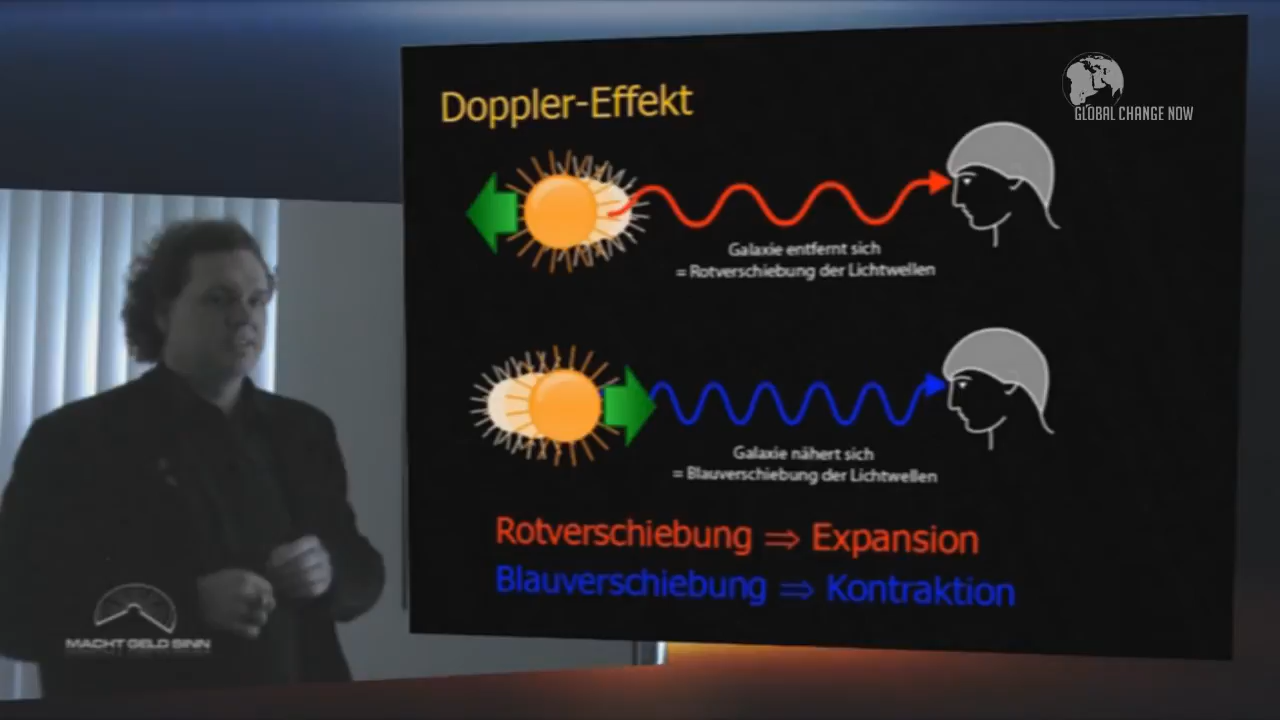 GLOBAL CHANGE NOW
Doppler-Effekt
Galaxie entfernt sich
= Rotverschiebung der Lichtwellen
Galaxie nähert sich
= Blauverschiebung der Lichtwellen
Rotverschiebung ⇒ Expansion
Blauverschiebung ⇒ Kontraktion
MACHT GELD SINN